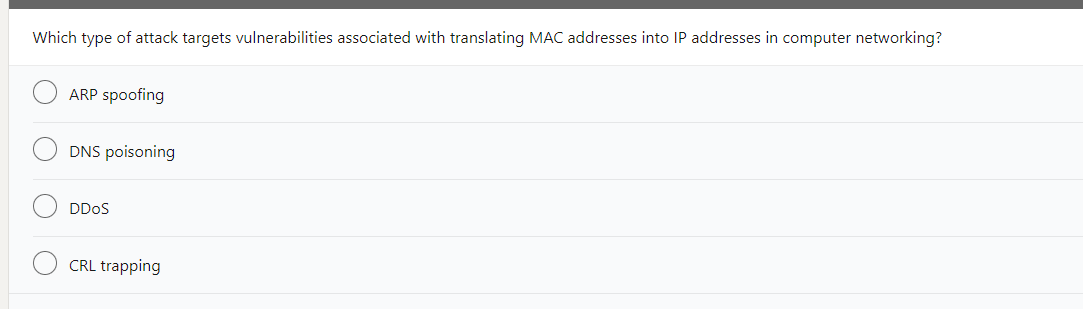 Which type of attack targets vulnerabilities associated with translating MAC addresses into IP addresses in computer networking?
ARP spoofing
DNS poisoning
DDoS
CRL trapping